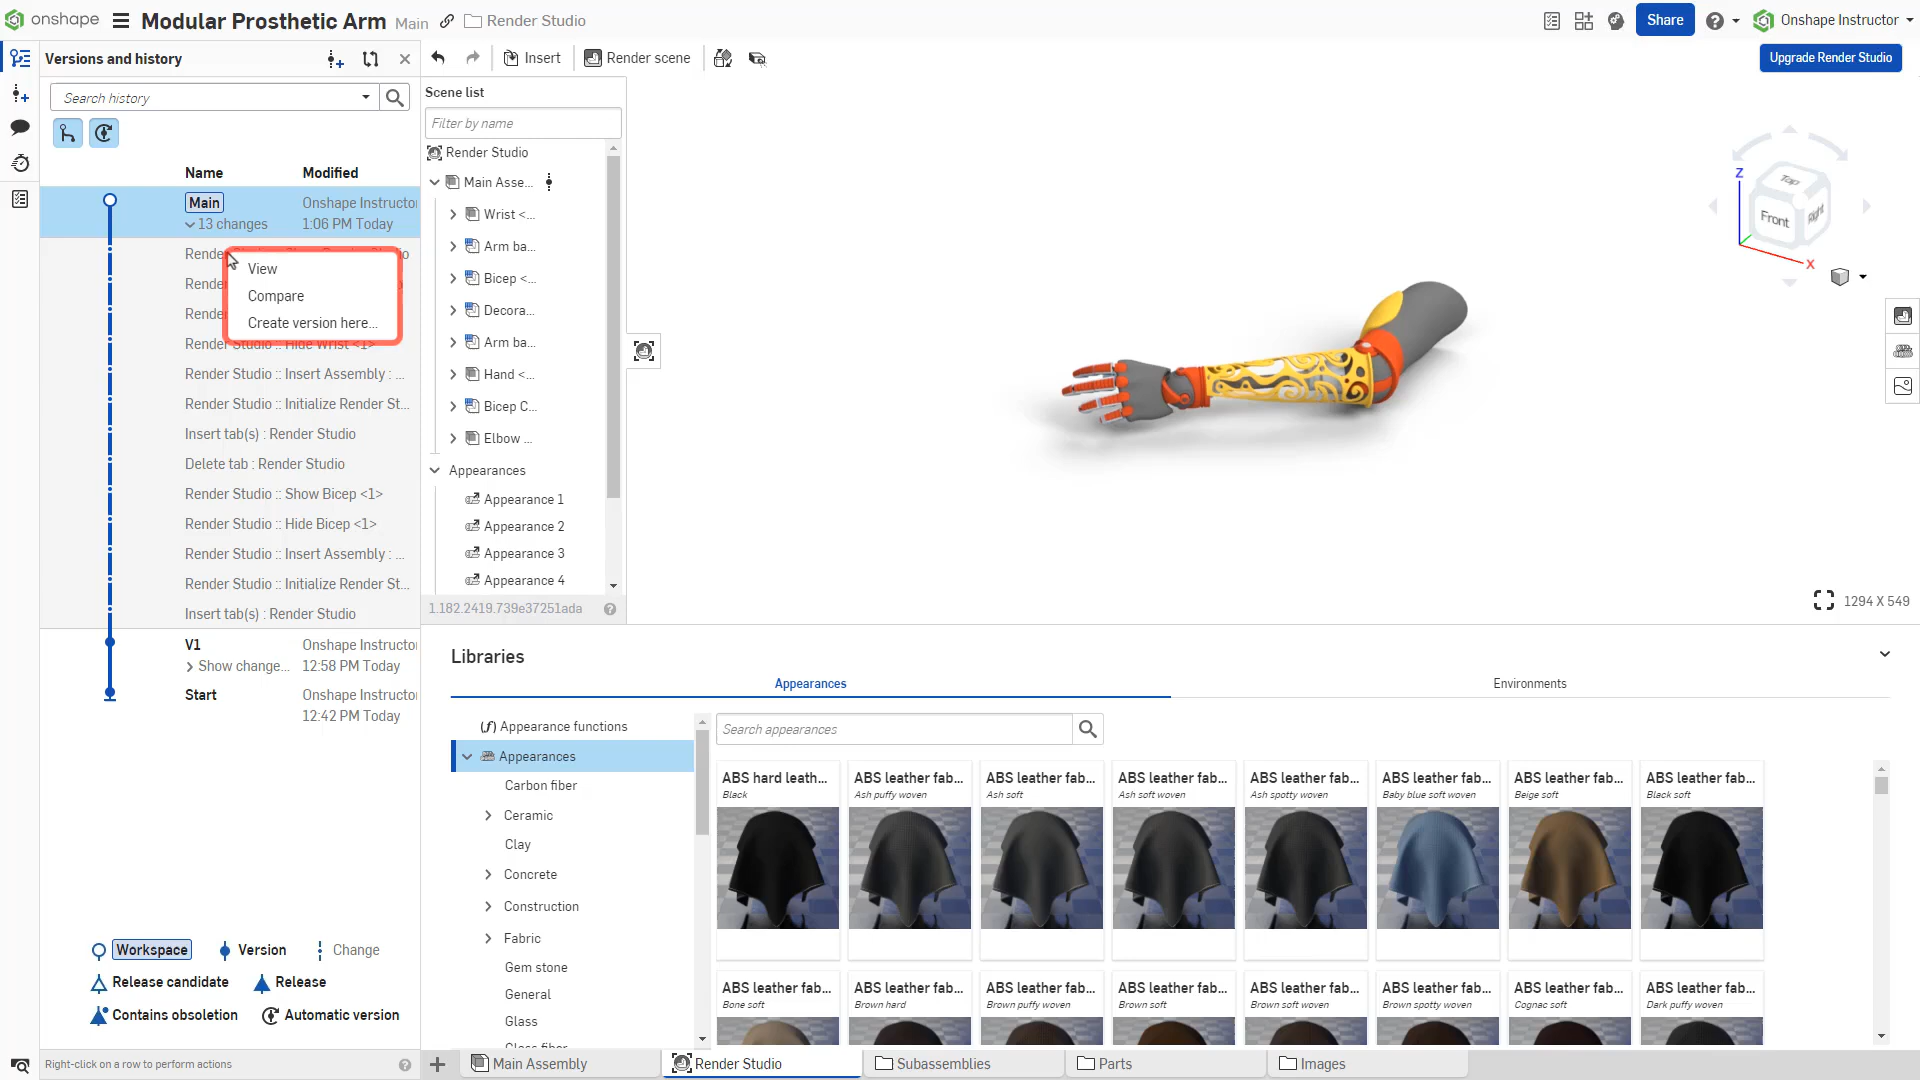 onshape
Modular Prosthetic Arm Main
Render Studio
Share
Onshape Instructor
Versions and history
Insert
Render scene
Upgrade Render Studio
Search history
Name Modified
Main Onshape Instructo
13 changes 1:06 PM Today
Render
View
Render
Compare
Render
Create version here...
Render Studio :: Hide Wrist <1>
Render Studio :: Insert Assembly : ...
Render Studio :: Initialize Render St...
Insert tab(s) : Render Studio
Delete tab : Render Studio
Render Studio :: Show Bicep <1>
Render Studio :: Hide Bicep <1>
Render Studio :: Insert Assembly : ...
Render Studio :: Initialize Render St...
Insert tab(s) : Render Studio
V1 Onshape Instructor
Show change... 12:58 PM Today
Start Onshape Instructor
12:42 PM Today
Workspace Version Change
Release candidate Release
Contains obsoletion Automatic version
Right-click on a row to perform actions
Scene list
Filter by name
Render Studio
Main Asse...
Wrist <...
Arm ba...
Bicep <...
Decora...
Arm ba...
Hand <...
Bicep C...
Elbow ...
Appearances
Appearance 1
Appearance 2
Appearance 3
Appearance 4
1.182.2419.739e37251ada
Z
Top
Front
Right
X
1294 X 549
Libraries
Appearances Environments
Appearance functions
Appearances
Carbon fiber
Ceramic
Clay
Concrete
Construction
Fabric
Gem stone
General
Glass
Glass fiber
Search appearances
ABS hard leath... ABS leather fab... ABS leather fab... ABS leather fab... ABS leather fab... ABS leather fab... ABS leather fab... ABS leather fab...
Black Ash puffy woven Ash soft Ash soft woven Ash spotty woven Baby blue soft woven Beige soft Black soft
ABS leather fab... ABS leather fab... ABS leather fab... ABS leather fab... ABS leather fab... ABS leather fab... ABS leather fab... ABS leather fab...
Bone soft Brown hard Brown puffy woven Brown soft Brown soft woven Brown spotty woven Cognac soft Dark puffy woven
Main Assembly Render Studio Subassemblies Parts Images